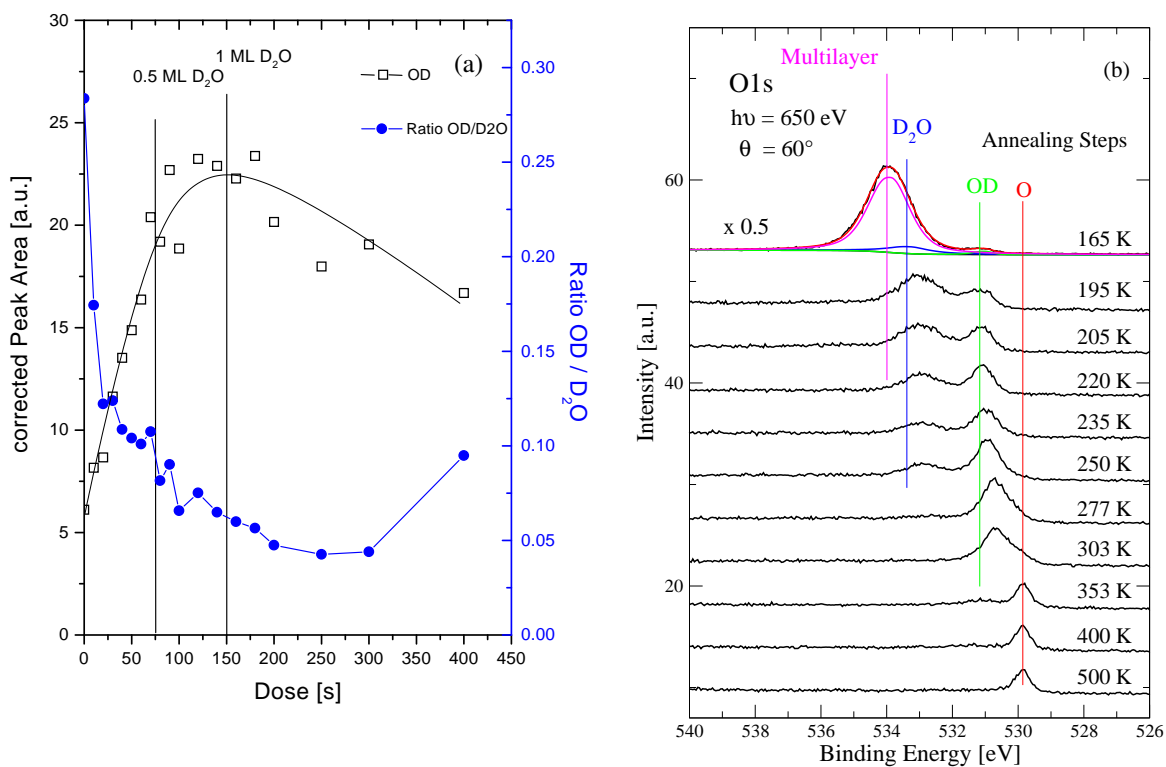 (a)
1 ML D₂O
0.5 ML D₂O
OD
Ratio OD/D2O
30
25
20
15
10
5
0
corrected Peak Area [a.u.]
0.30
0.25
0.20
0.15
0.10
0.05
0.00
Ratio OD / D₂O
0 50 100 150 200 250 300 350 400 450
Dose [s]
(b)
Multilayer
O1s
hυ = 650 eV
θ = 60°
D₂O
Annealing Steps
OD
O
x 0.5
165 K
195 K
205 K
220 K
235 K
250 K
277 K
303 K
353 K
400 K
500 K
60
40
20
Intensity [a.u.]
540 538 536 534 532 530 528 526
Binding Energy [eV]